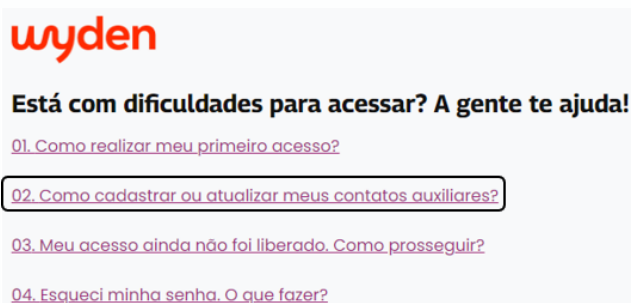 wyden
Está com dificuldades para acessar? A gente te ajuda!
01. Como realizar meu primeiro acesso?
02. Como cadastrar ou atualizar meus contatos auxiliares?
03. Meu acesso ainda não foi liberado. Como prosseguir?
04. Esqueci minha senha. O que fazer?